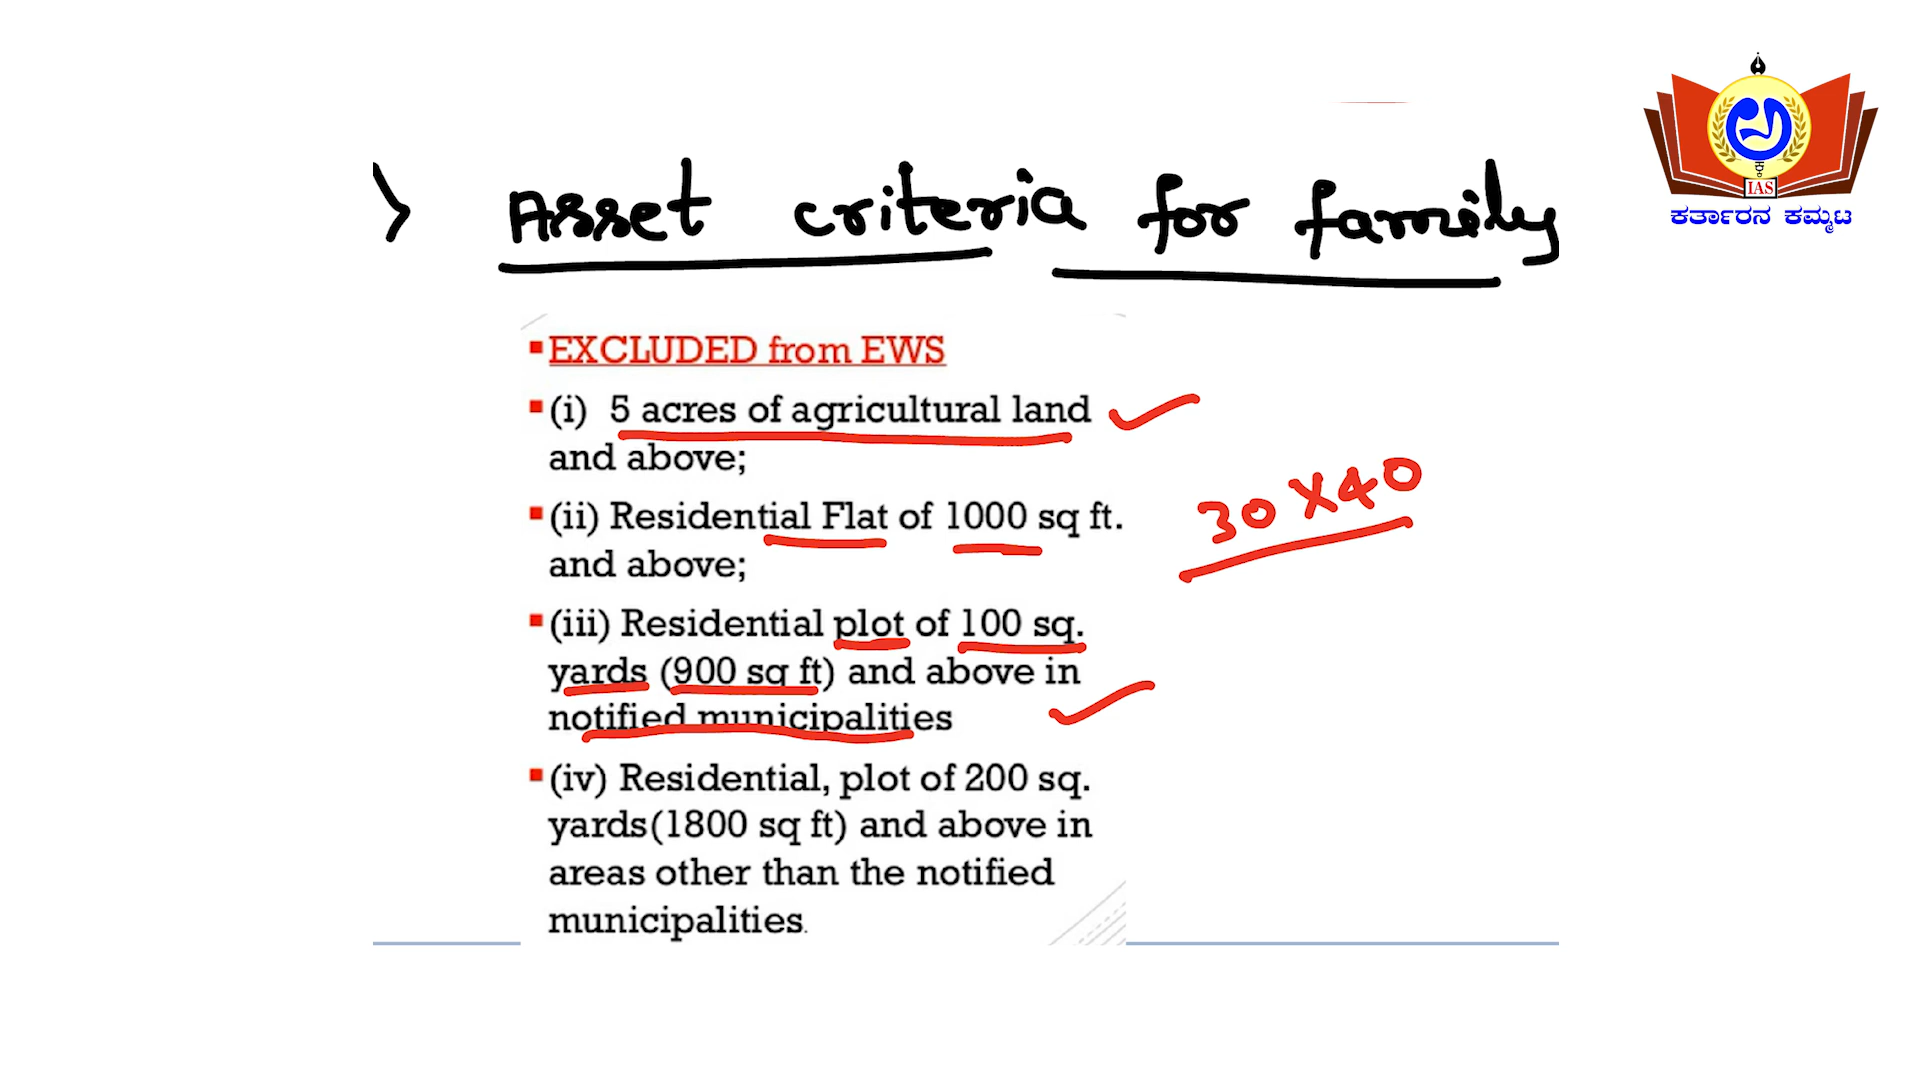 > Asset criteria for family
IAS
ಕರ್ತಾರನ ಕಮ್ಮಟ
EXCLUDED from EWS
(i) 5 acres of agricultural land
and above;
30 X 40
(ii) Residential Flat of 1000 sq ft.
and above;
(iii) Residential plot of 100 sq.
yards (900 sq ft) and above in
notified municipalities
(iv) Residential, plot of 200 sq.
yards(1800 sq ft) and above in
areas other than the notified
municipalities.